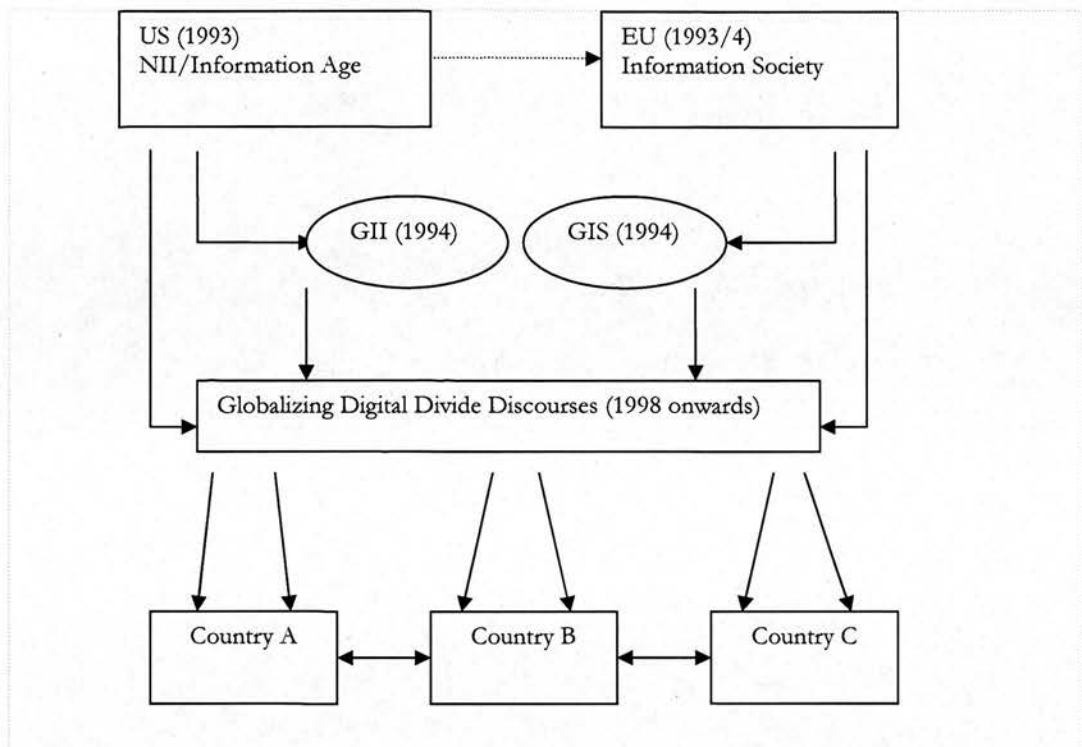 US (1993)
NII/Information Age
EU (1993/4)
Information Society
GII (1994)
GIS (1994)
Globalizing Digital Divide Discourses (1998 onwards)
Country A
Country B
Country C